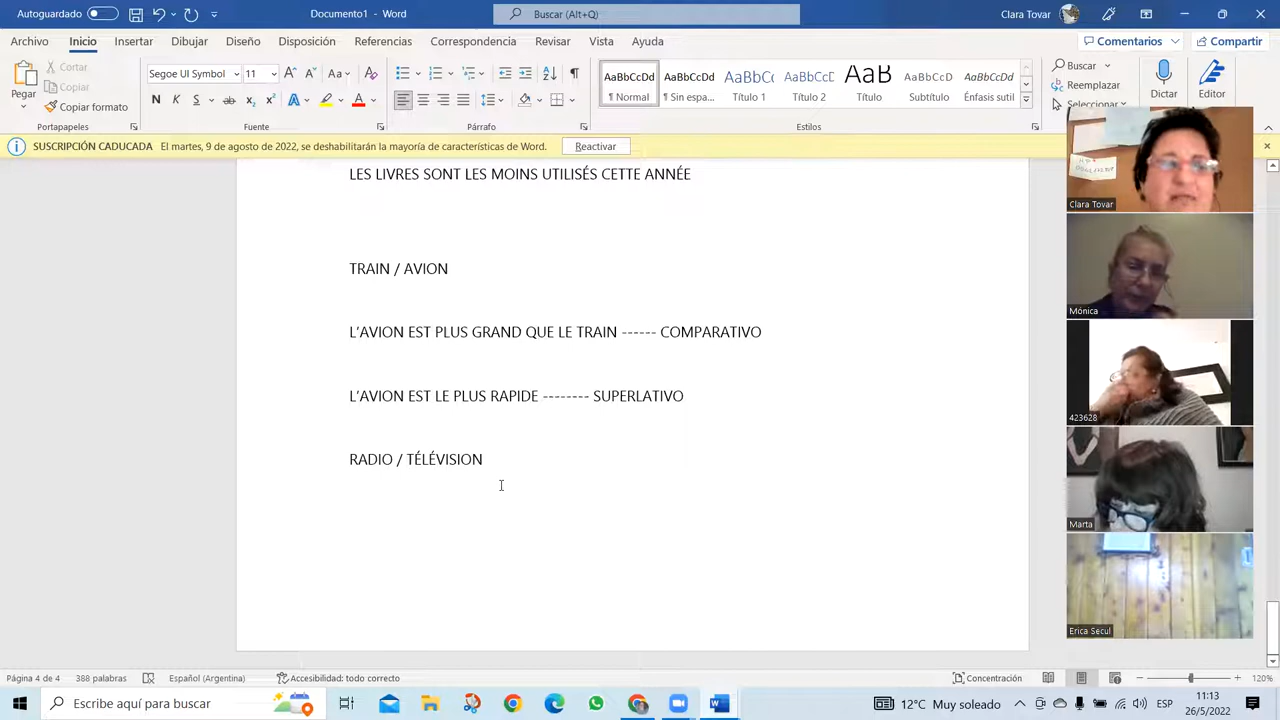 Autoguardado
Documento1 - Word
Buscar (Alt+Q)
Clara Tovar
Archivo Inicio Insertar Dibujar Diseño Disposición Referencias Correspondencia Revisar Vista Ayuda
Comentarios Compartir
Pegar
Cortar
Copiar
Copiar formato
Portapapeles
Segoe UI Symbol 11
Fuente
Párrafo
AaBbCcDd Normal
AaBbCcDd Sin espa...
AaBbCc Título 1
AaBbCcD Título 2
AaB Título
AaBbCcDd Subtítulo
AaBbCcDd Énfasis sutil
Estilos
Buscar
Reemplazar
Seleccionar
Dictar
Editor
SUSCRIPCIÓN CADUCADA El martes, 9 de agosto de 2022, se deshabilitarán la mayoría de características de Word. Reactivar
LES LIVRES SONT LES MOINS UTILISÉS CETTE ANNÉE
TRAIN / AVION
L'AVION EST PLUS GRAND QUE LE TRAIN ------ COMPARATIVO
L'AVION EST LE PLUS RAPIDE -------- SUPERLATIVO
RADIO / TÉLÉVISION
Clara Tovar
Mónica
423628
Marta
Erica Secul
Página 4 de 4 388 palabras Español (Argentina) Accesibilidad: todo correcto
Concentración
120%
Escribe aquí para buscar
12°C Muy soleado
ESP
11:13
26/5/2022